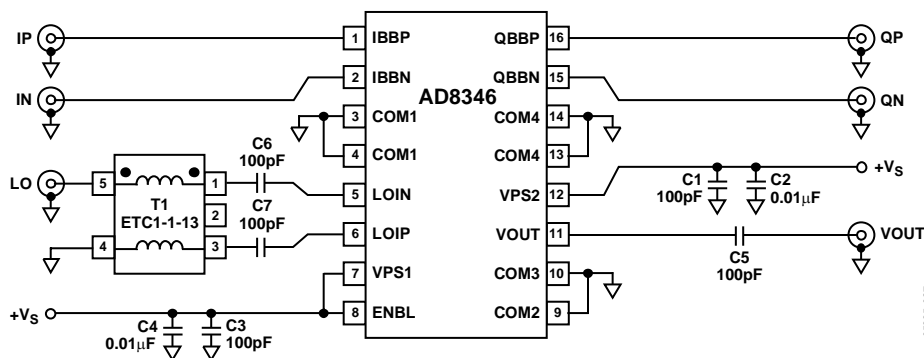 IP
1
IBBP
QBBP
16
QP
IN
2
IBBN
QBBN
15
QN
AD8346
3
COM1
COM4
14
4
COM1
COM4
13
C6
100pF
LO
5
1
5
LOIN
VPS2
12
C1
100pF
C2
0.01μF
+VS
T1
ETC1-1-13
2
C7
100pF
4
3
6
LOIP
VOUT
11
C5
100pF
VOUT
7
VPS1
COM3
10
+VS
C4
0.01μF
C3
100pF
8
ENBL
COM2
9